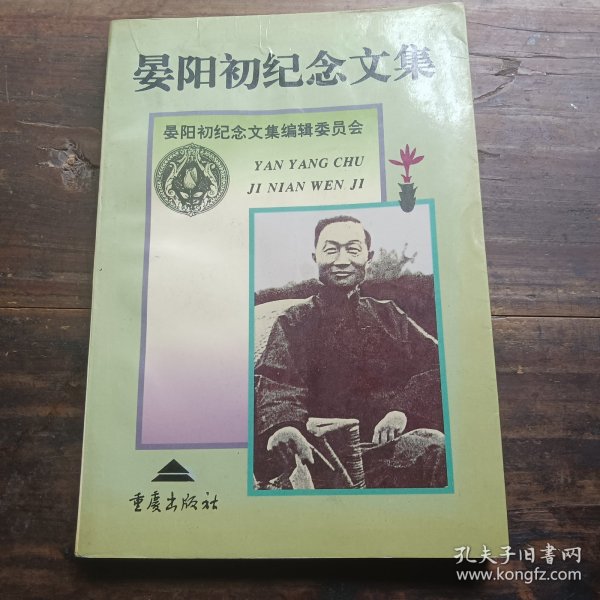 晏阳初纪念文集
晏阳初纪念文集编辑委员会
YAN YANG CHU
JI NIAN WEN JI
重庆出版社
孔夫子旧书网
www.kongfz.com